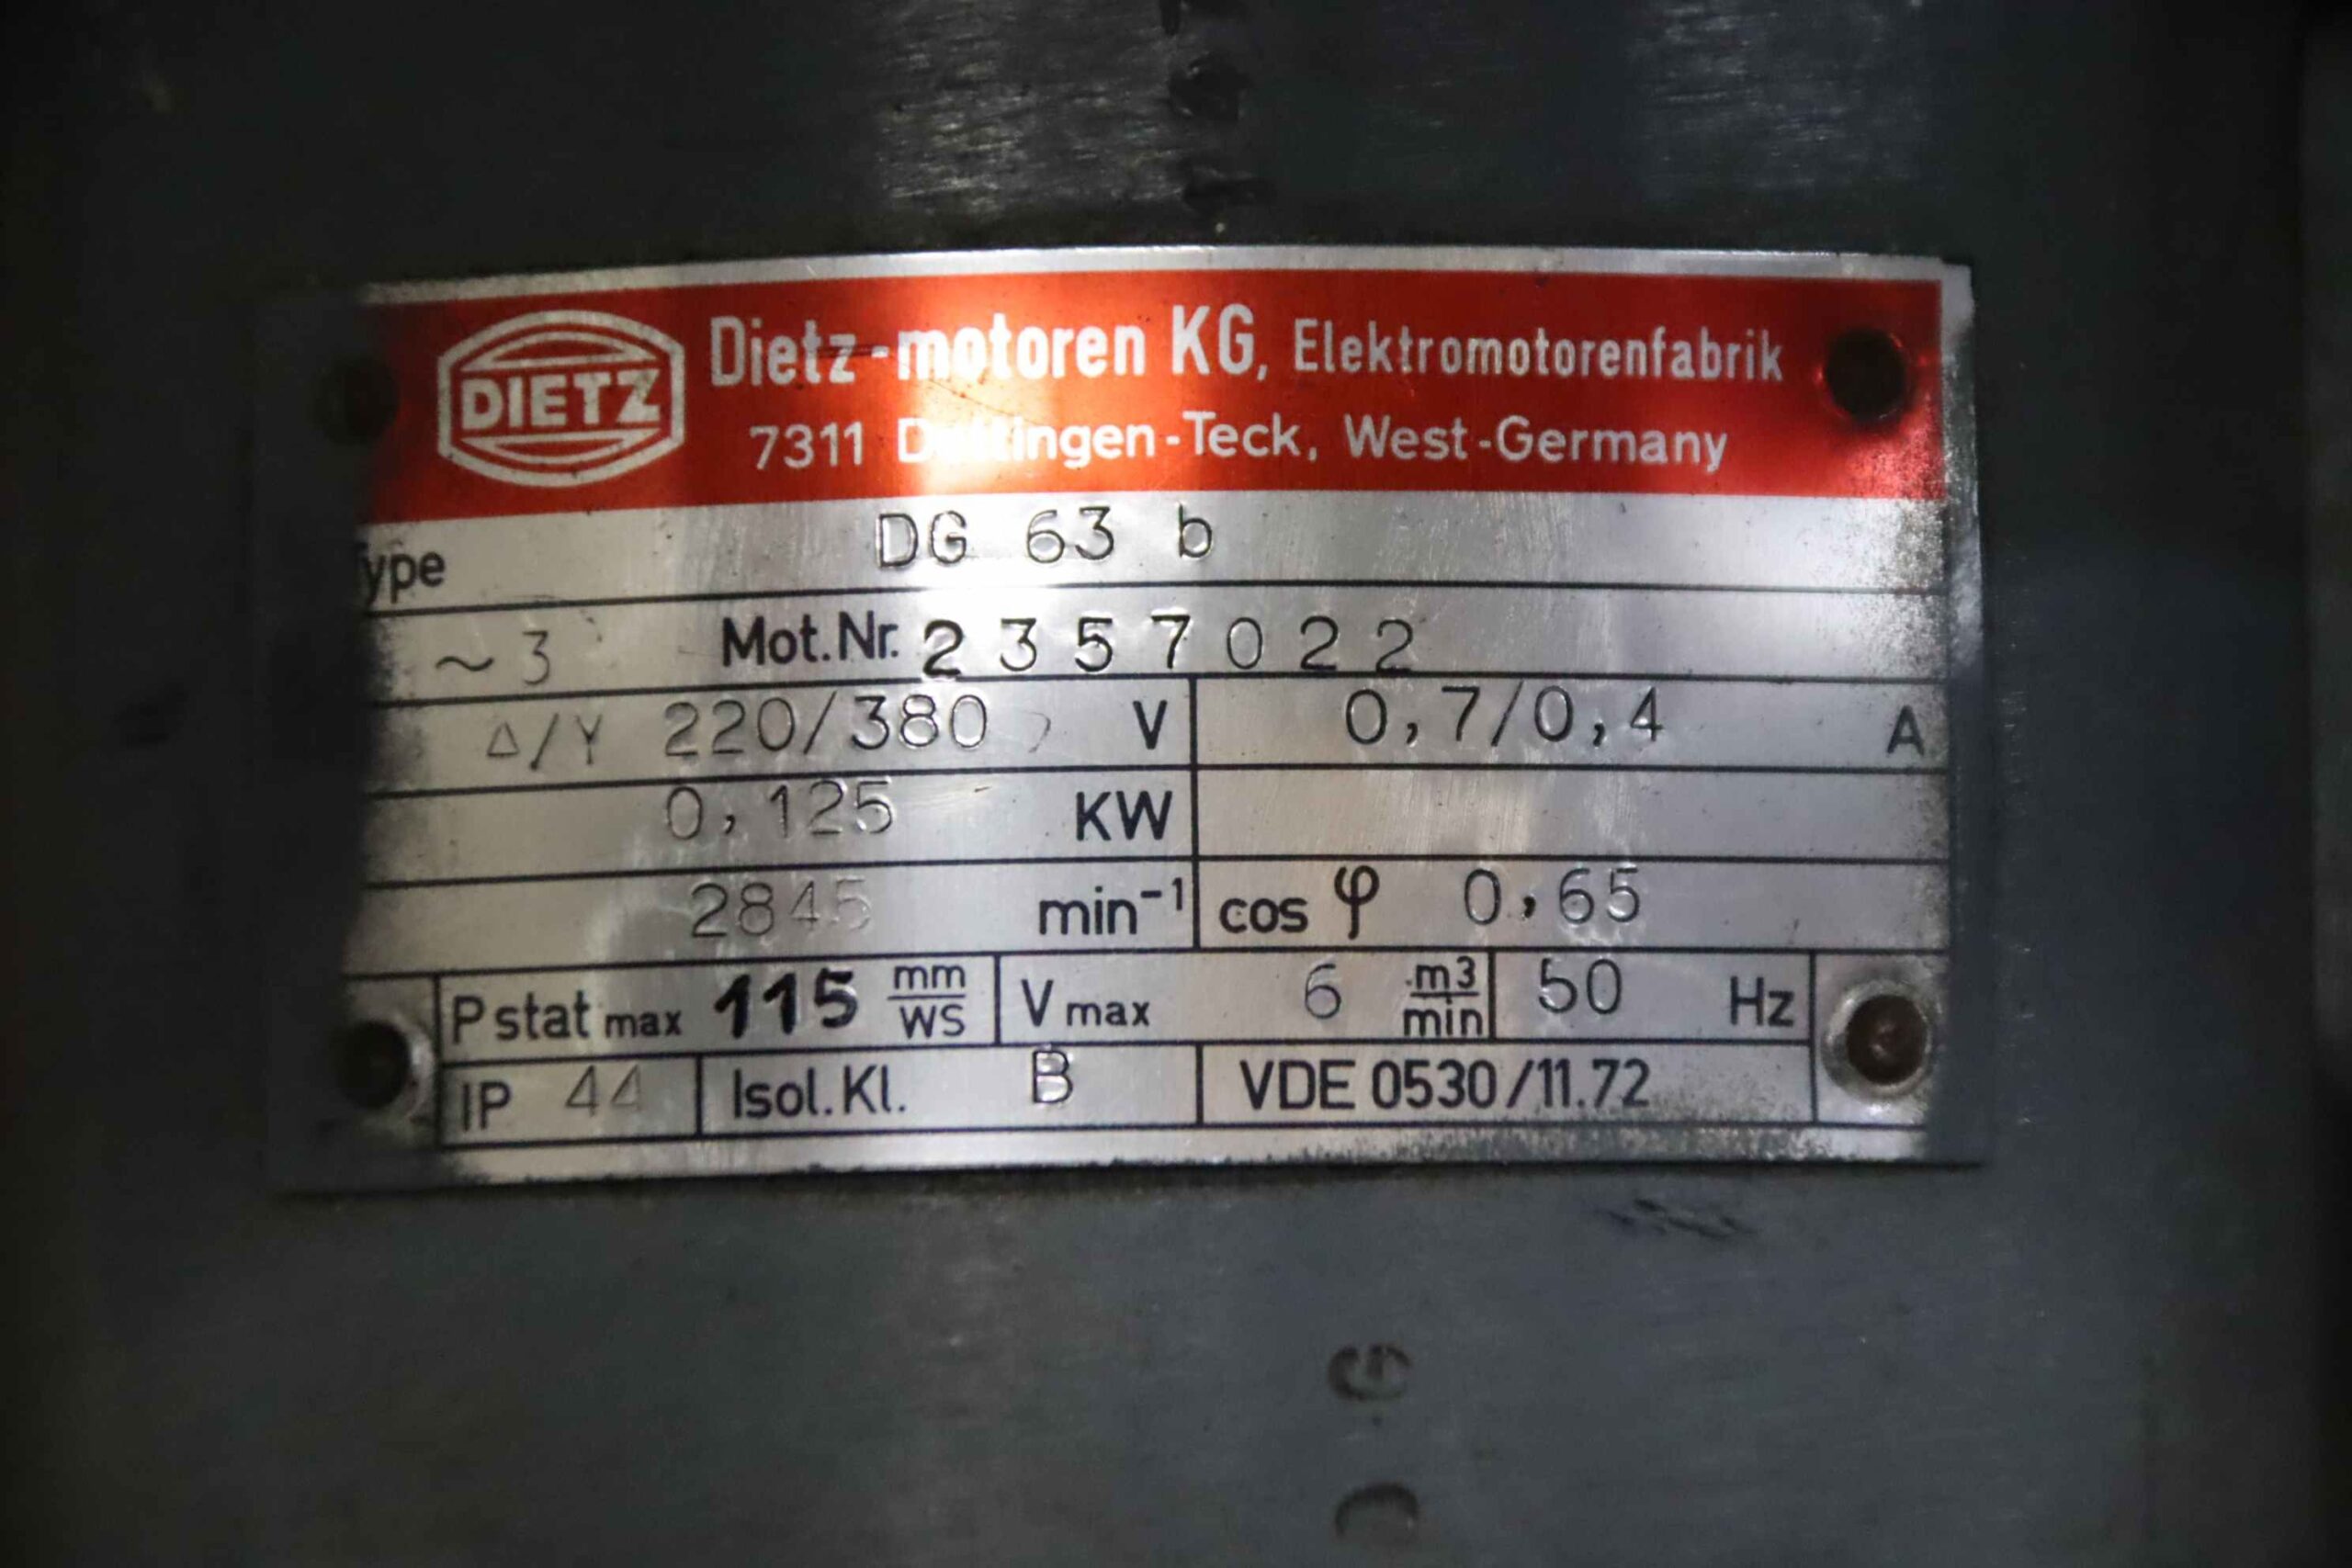 DIETZ
Dietz-motoren KG, Elektromotorenfabrik
7311 Dettingen-Teck, West-Germany
Type DG 63 b
~ 3 Mot.Nr. 2357022
Δ/Y 220/380 V 0,7/0,4 A
0,125 KW
2845 min⁻¹ cos φ 0,65
P stat max 115 mm/WS V max 6 m3/min 50 Hz
IP 44 Isol.Kl. B VDE 0530/11.72